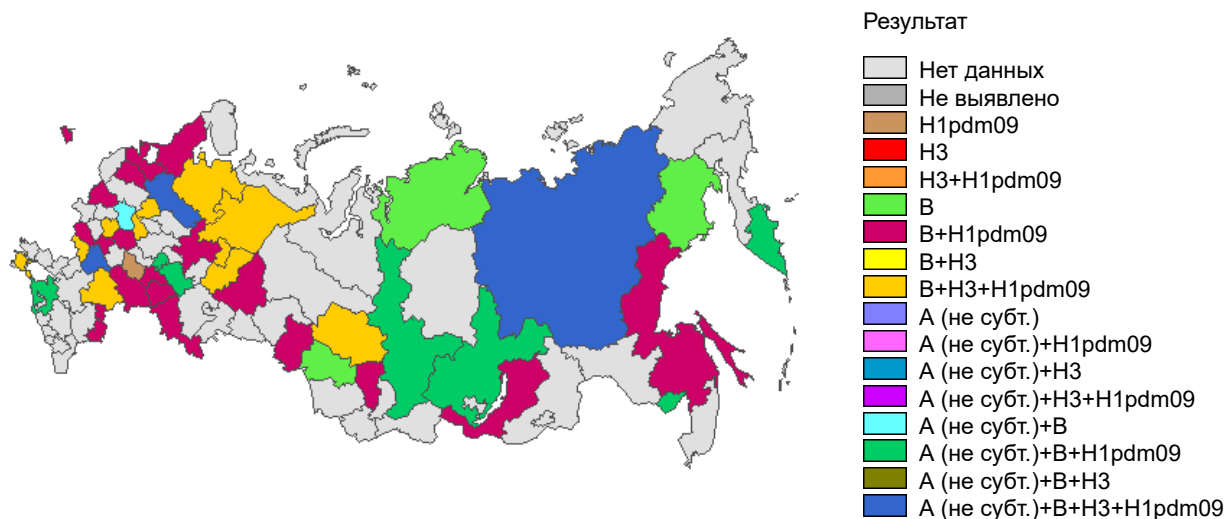 Результат
Нет данных
Не выявлено
H1pdm09
H3
H3+H1pdm09
B
B+H1pdm09
B+H3
B+H3+H1pdm09
А (не субт.)
А (не субт.)+H1pdm09
А (не субт.)+H3
А (не субт.)+H3+H1pdm09
А (не субт.)+B
А (не субт.)+B+H1pdm09
А (не субт.)+B+H3
А (не субт.)+B+H3+H1pdm09